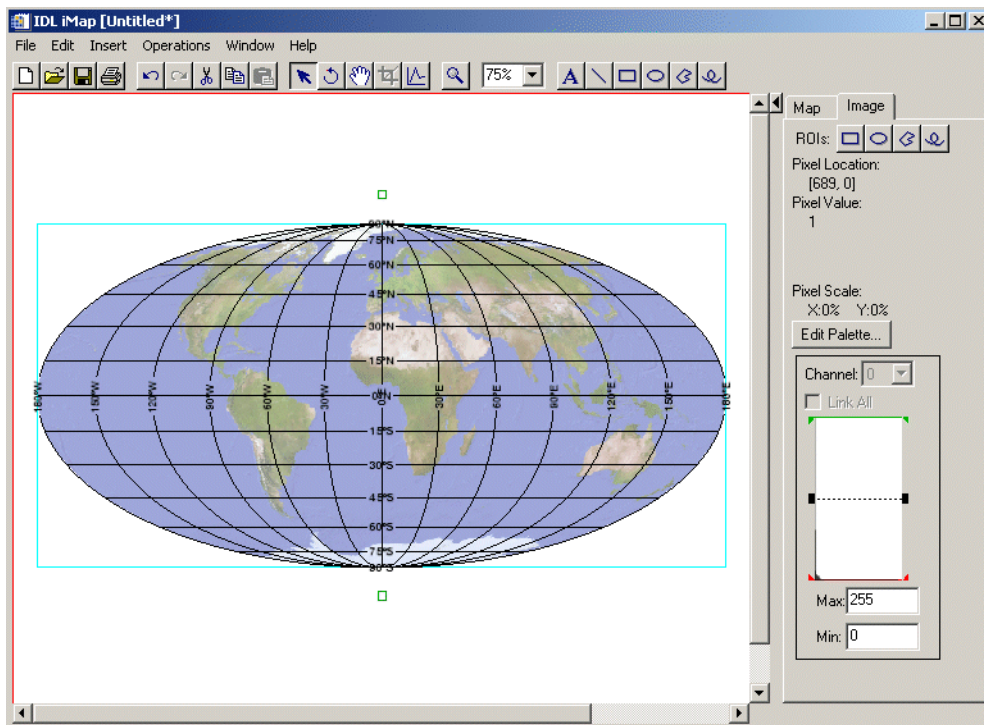 IDL iMap [Untitled*]
File Edit Insert Operations Window Help
75%
A
Map Image
ROIs:
Pixel Location:
[689, 0]
Pixel Value:
1
Pixel Scale:
X:0% Y:0%
Edit Palette...
Channel: 0
Link All
Max: 255
Min: 0
90°N
75°N
60°N
45°N
30°N
15°N
180°W 150°W 120°W 90°W 60°W 30°W 0°N 30°E 60°E 90°E 120°E 150°E 180°E
15°S
30°S
45°S
60°S
75°S
90°S